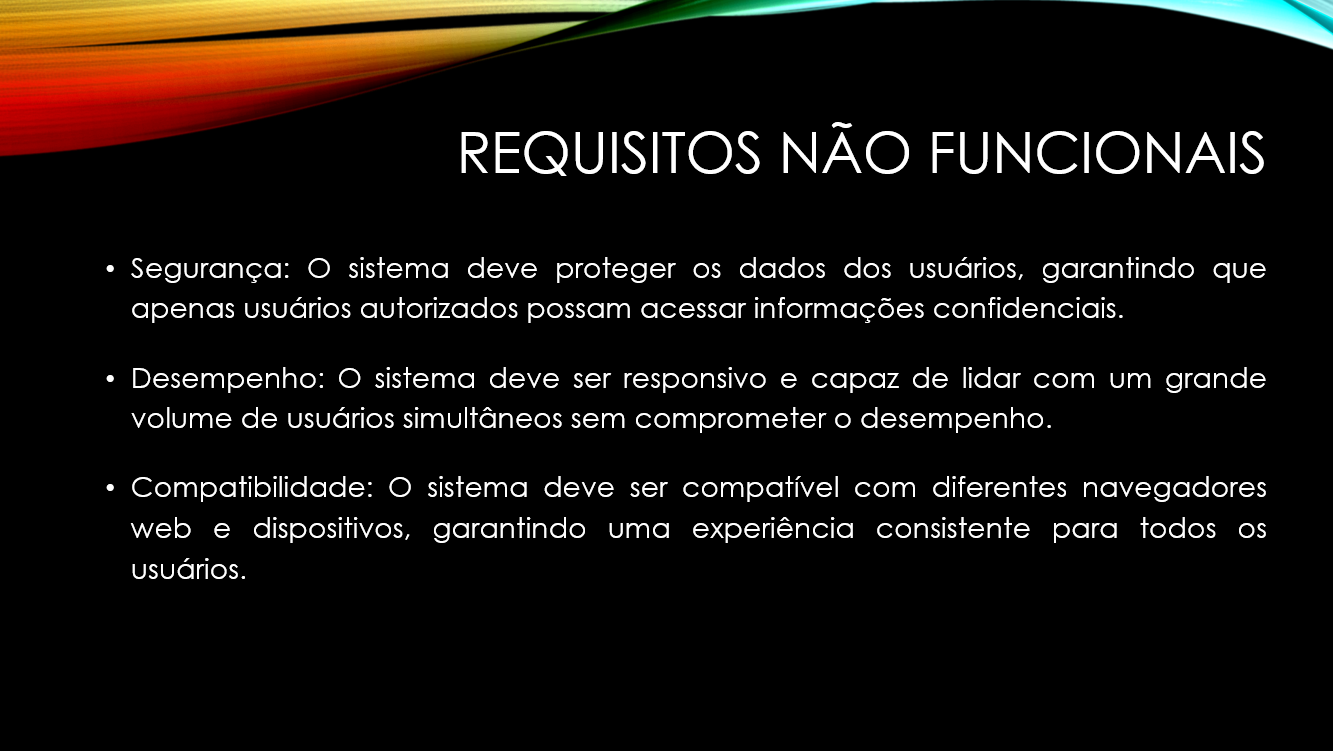 REQUISITOS NÃO FUNCIONAIS
• Segurança: O sistema deve proteger os dados dos usuários, garantindo que
apenas usuários autorizados possam acessar informações confidenciais.
• Desempenho: O sistema deve ser responsivo e capaz de lidar com um grande
volume de usuários simultâneos sem comprometer o desempenho.
• Compatibilidade: O sistema deve ser compatível com diferentes navegadores
web e dispositivos, garantindo uma experiência consistente para todos os
usuários.